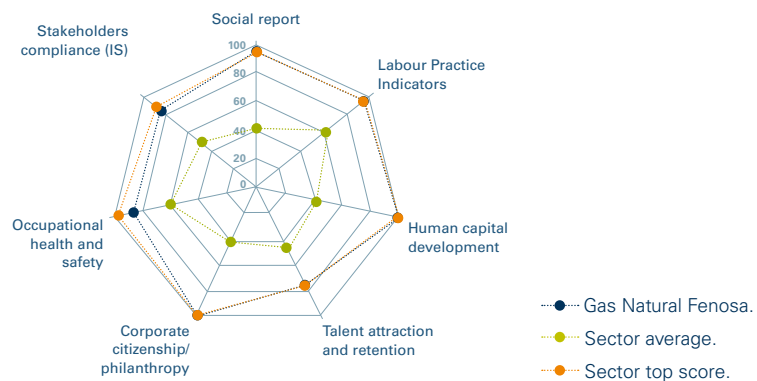 Social report
Stakeholders
compliance (IS)
Labour Practice
Indicators
100
80
60
40
20
0
Human capital
development
Occupational
health and
safety
Corporate
citizenship/
philanthropy
Talent attraction
and retention
Gas Natural Fenosa.
Sector average.
Sector top score.